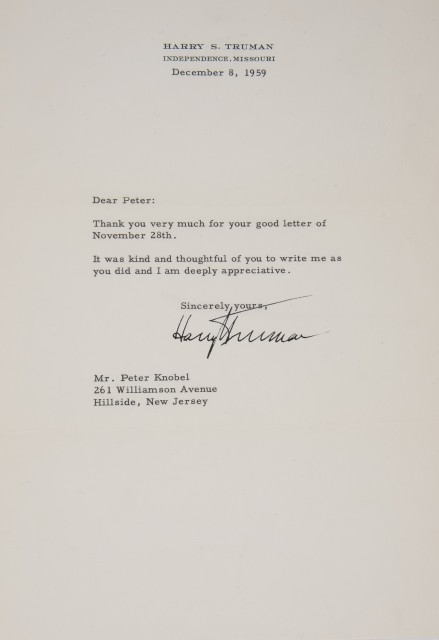 HARRY S. TRUMAN
INDEPENDENCE, MISSOURI
December 8, 1959
Dear Peter:
Thank you very much for your good letter of
November 28th.
It was kind and thoughtful of you to write me as
you did and I am deeply appreciative.
Sincerely yours,
Harry Truman
Mr. Peter Knobel
261 Williamson Avenue
Hillside, New Jersey